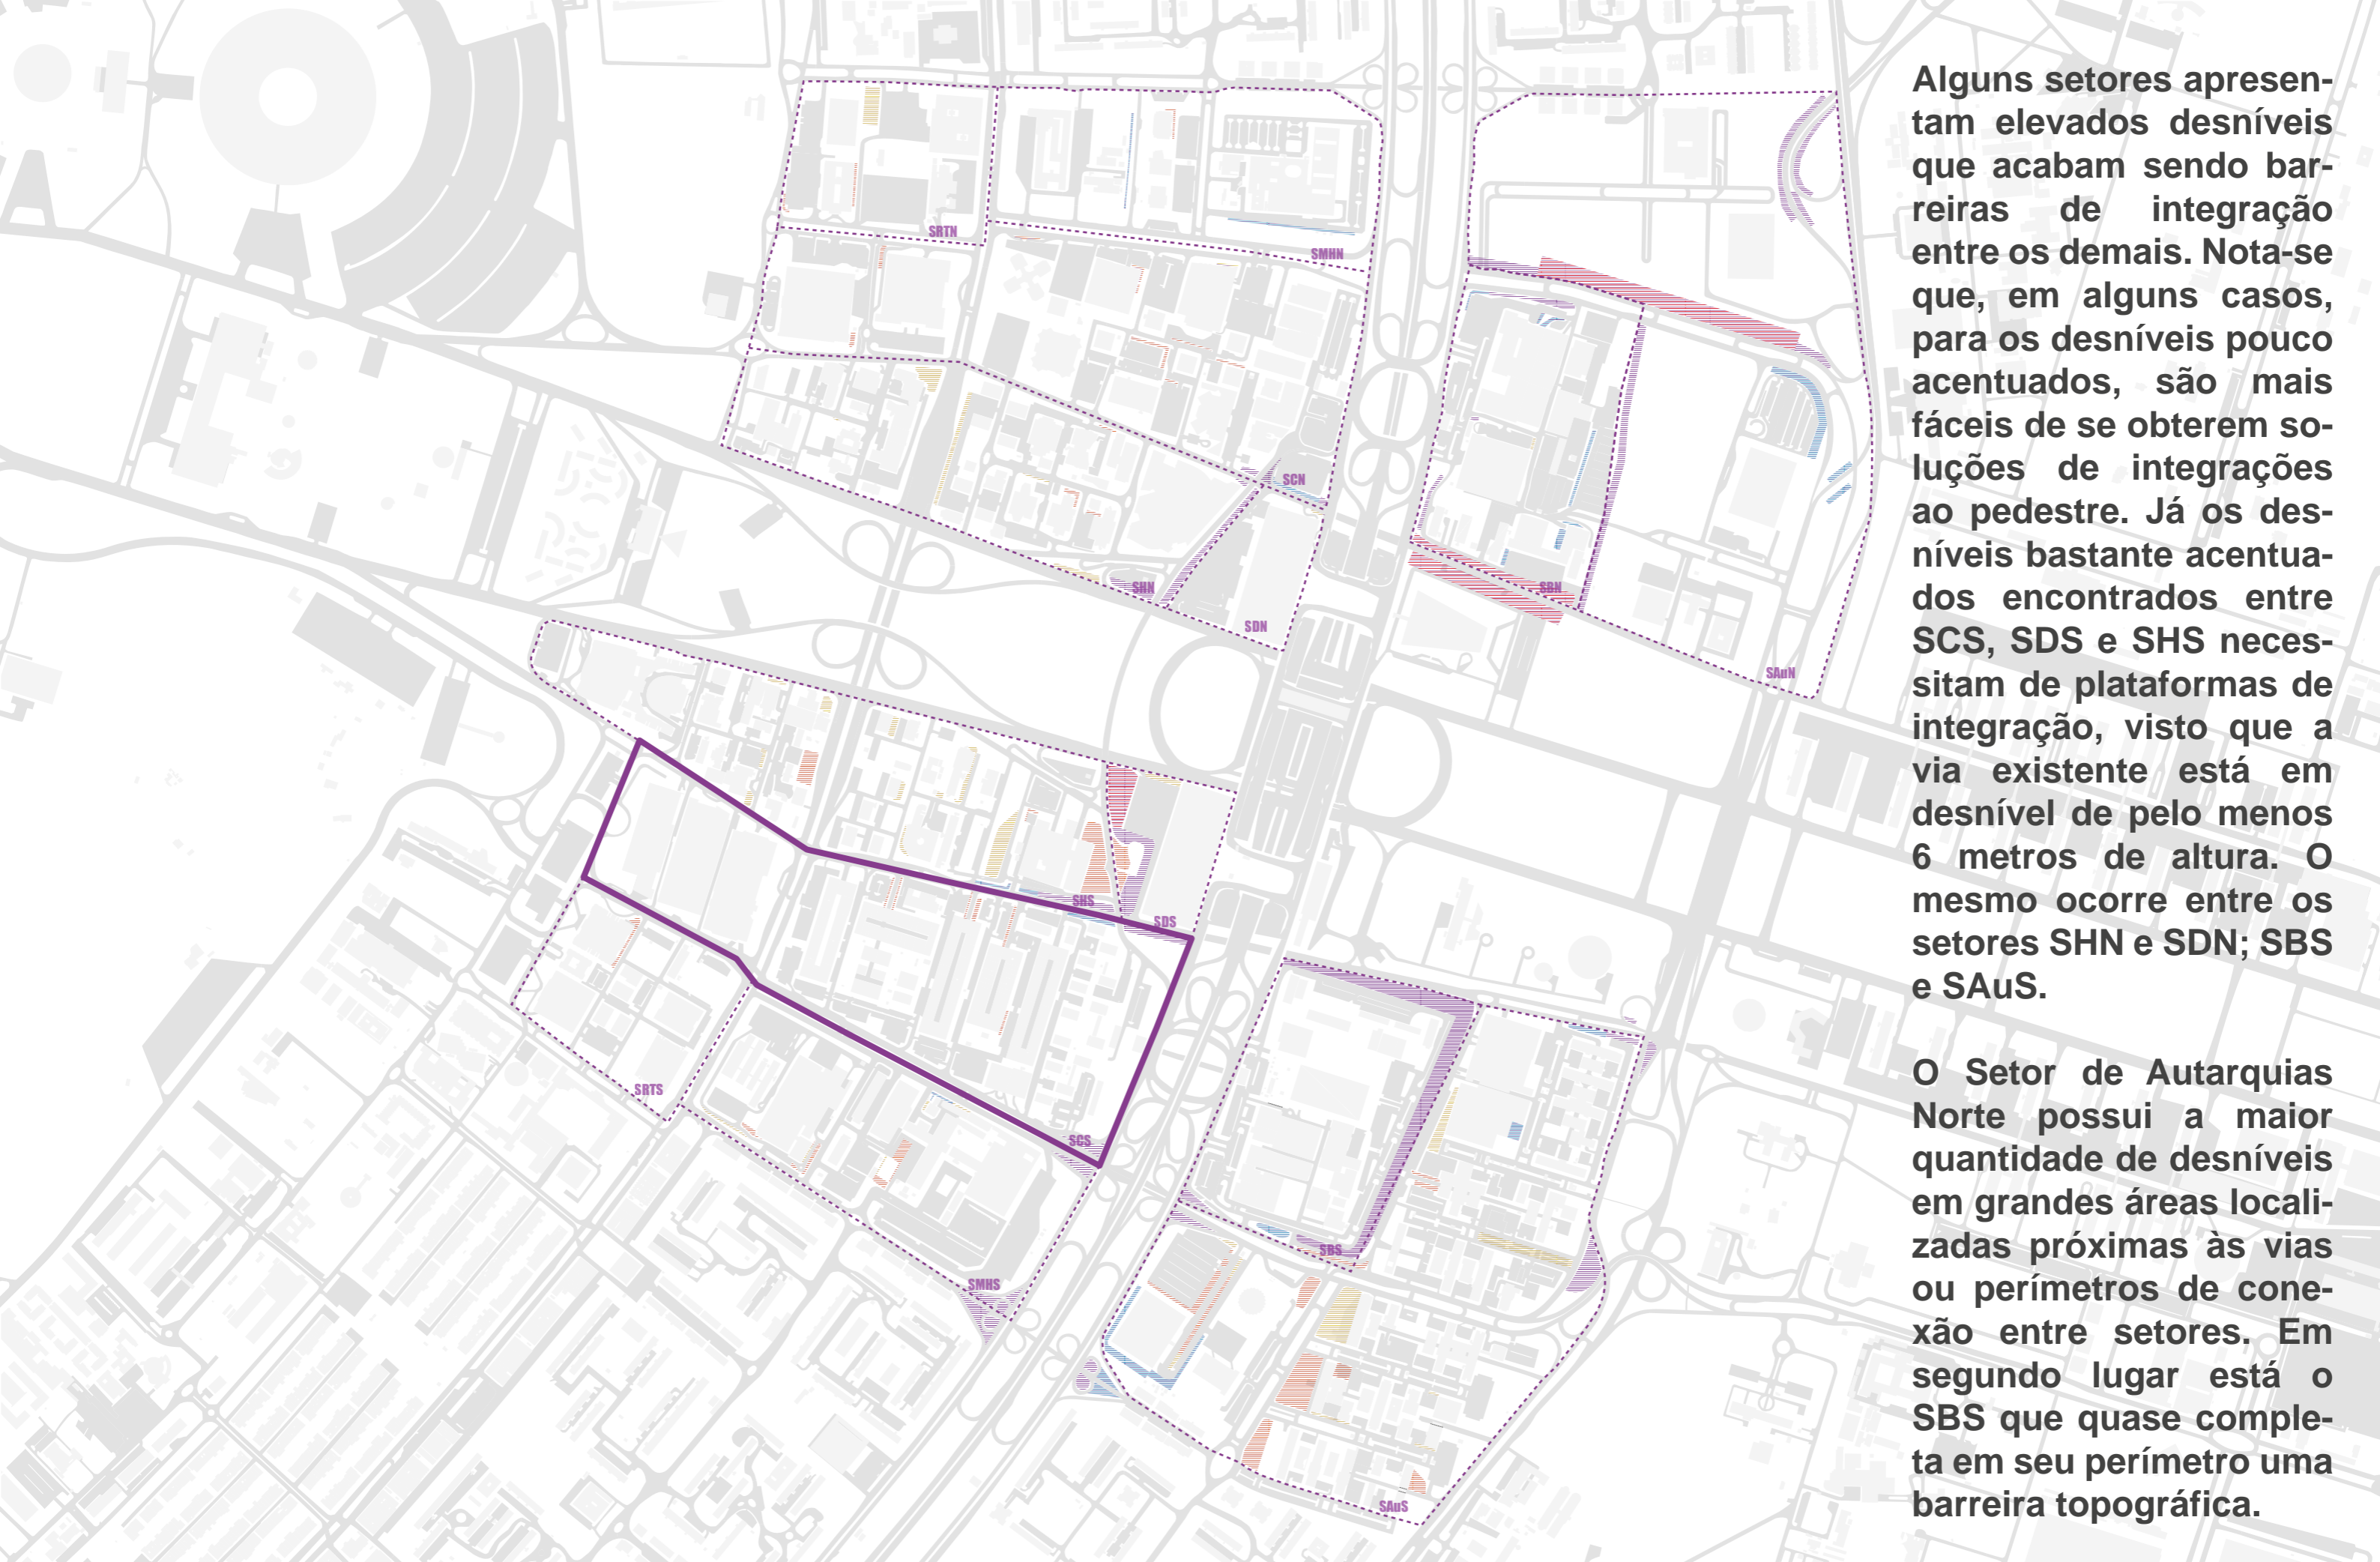 SRTN
SMHN
SCN
SHN
SDN
SBN
SAuN
SHS
SDS
SRTS
SCS
SMHS
SBS
SAuS
Alguns setores apresen-
tam elevados desníveis
que acabam sendo bar-
reiras de integração
entre os demais. Nota-se
que, em alguns casos,
para os desníveis pouco
acentuados, são mais
fáceis de se obterem so-
luções de integrações
ao pedestre. Já os des-
níveis bastante acentua-
dos encontrados entre
SCS, SDS e SHS neces-
sitam de plataformas de
integração, visto que a
via existente está em
desnível de pelo menos
6 metros de altura. O
mesmo ocorre entre os
setores SHN e SDN; SBS
e SAuS.
O Setor de Autarquias
Norte possui a maior
quantidade de desníveis
em grandes áreas locali-
zadas próximas às vias
ou perímetros de cone-
xão entre setores. Em
segundo lugar está o
SBS que quase comple-
ta em seu perímetro uma
barreira topográfica.